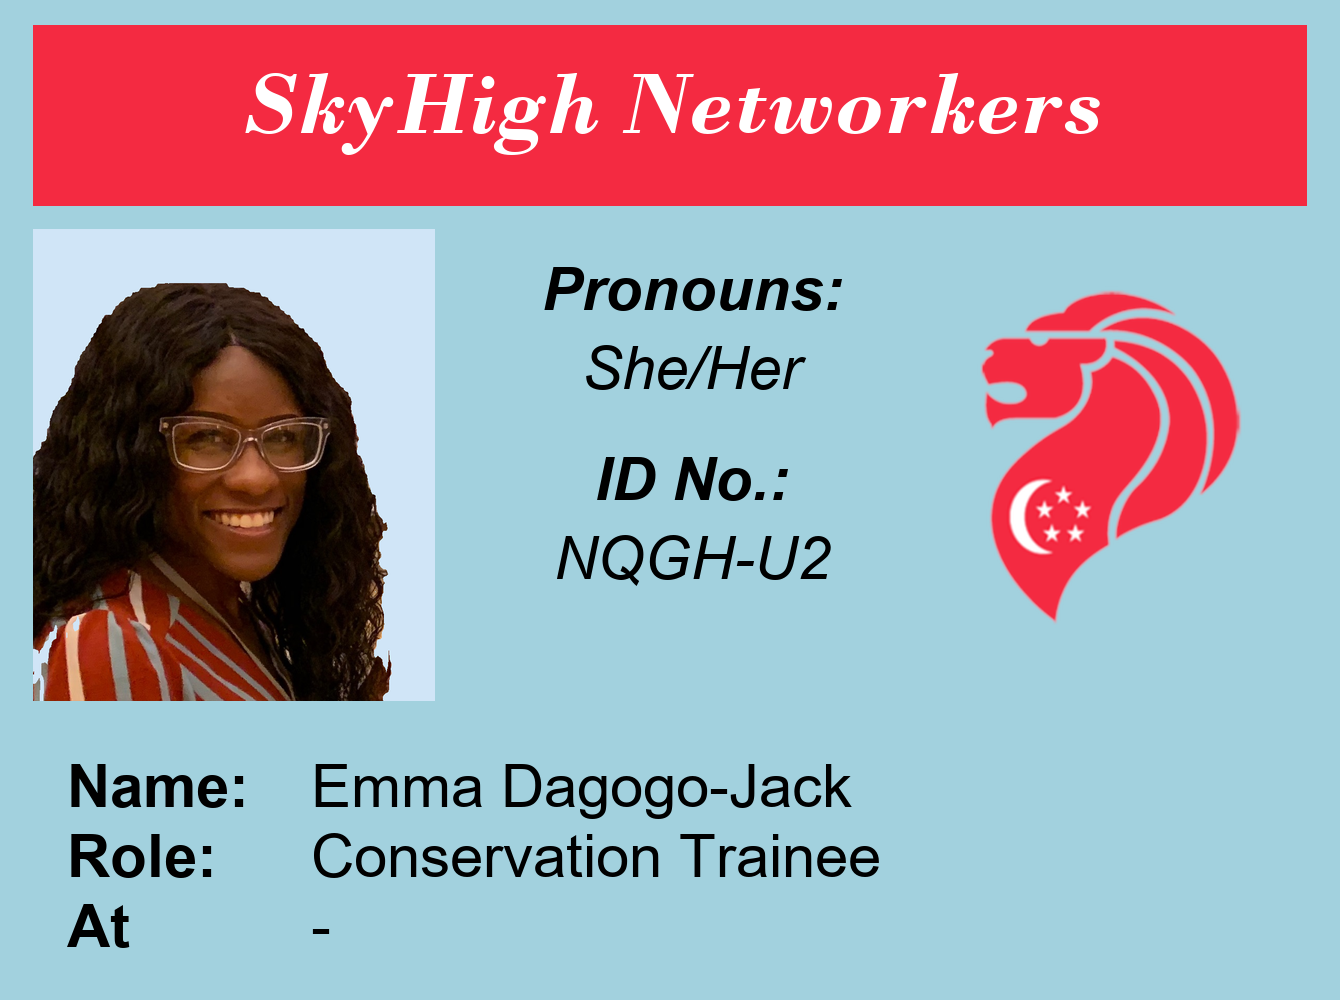 SkyHigh Networkers
Pronouns:
She/Her
ID No.:
NQGH-U2
Name: Emma Dagogo-Jack
Role: Conservation Trainee
At -